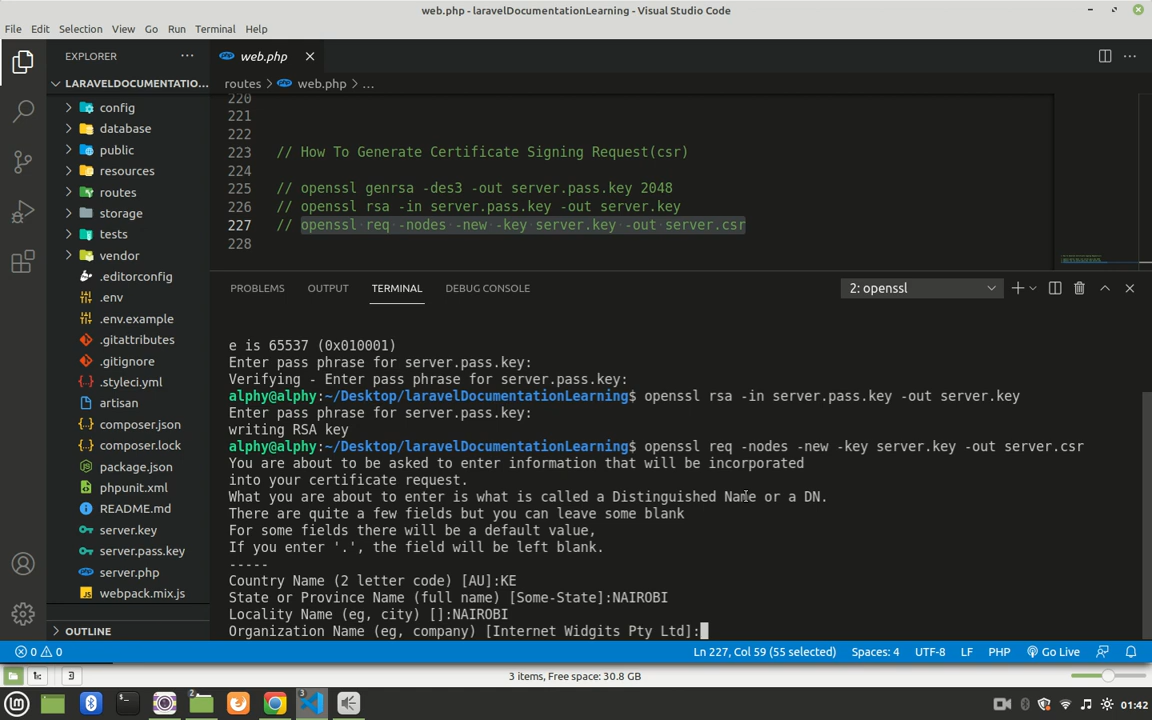 web.php - laravelDocumentationLearning - Visual Studio Code
File Edit Selection View Go Run Terminal Help
EXPLORER
web.php
LARAVELDOCUMENTATIO...
routes > web.php > ...
config
database
public
resources
routes
storage
tests
vendor
.editorconfig
.env
.env.example
.gitattributes
.gitignore
.styleci.yml
artisan
composer.json
composer.lock
package.json
phpunit.xml
README.md
server.key
server.pass.key
server.php
webpack.mix.js
OUTLINE
220
221
222
223 // How To Generate Certificate Signing Request(csr)
224
225 // openssl genrsa -des3 -out server.pass.key 2048
226 // openssl rsa -in server.pass.key -out server.key
227 // openssl req -nodes -new -key server.key -out server.csr
228
PROBLEMS OUTPUT TERMINAL DEBUG CONSOLE 2: openssl
e is 65537 (0x010001)
Enter pass phrase for server.pass.key:
Verifying - Enter pass phrase for server.pass.key:
alphy@alphy:~/Desktop/laravelDocumentationLearning$ openssl rsa -in server.pass.key -out server.key
Enter pass phrase for server.pass.key:
writing RSA key
alphy@alphy:~/Desktop/laravelDocumentationLearning$ openssl req -nodes -new -key server.key -out server.csr
You are about to be asked to enter information that will be incorporated
into your certificate request.
What you are about to enter is what is called a Distinguished Name or a DN.
There are quite a few fields but you can leave some blank
For some fields there will be a default value,
If you enter '.', the field will be left blank.
-----
Country Name (2 letter code) [AU]:KE
State or Province Name (full name) [Some-State]:NAIROBI
Locality Name (eg, city) []:NAIROBI
Organization Name (eg, company) [Internet Widgits Pty Ltd]:
0 0 Ln 227, Col 59 (55 selected) Spaces: 4 UTF-8 LF PHP Go Live
3 items, Free space: 30.8 GB
2 3 01:42